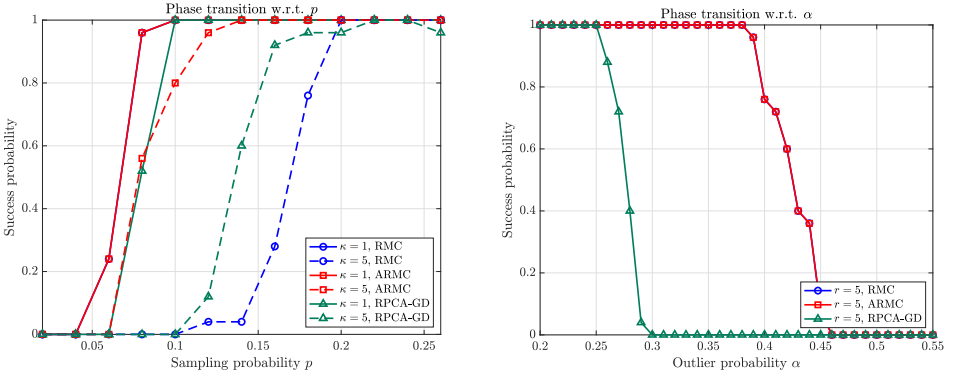 Phase transition w.r.t. p
Success probability
1
0.8
0.6
0.4
0.2
0
0.05
0.1
0.15
0.2
0.25
Sampling probability p
κ = 1, RMC
κ = 5, RMC
κ = 1, ARMC
κ = 5, ARMC
κ = 1, RPCA-GD
κ = 5, RPCA-GD
Phase transition w.r.t. α
Success probability
1
0.8
0.6
0.4
0.2
0
0.2
0.25
0.3
0.35
0.4
0.45
0.5
0.55
Outlier probability α
r = 5, RMC
r = 5, ARMC
r = 5, RPCA-GD